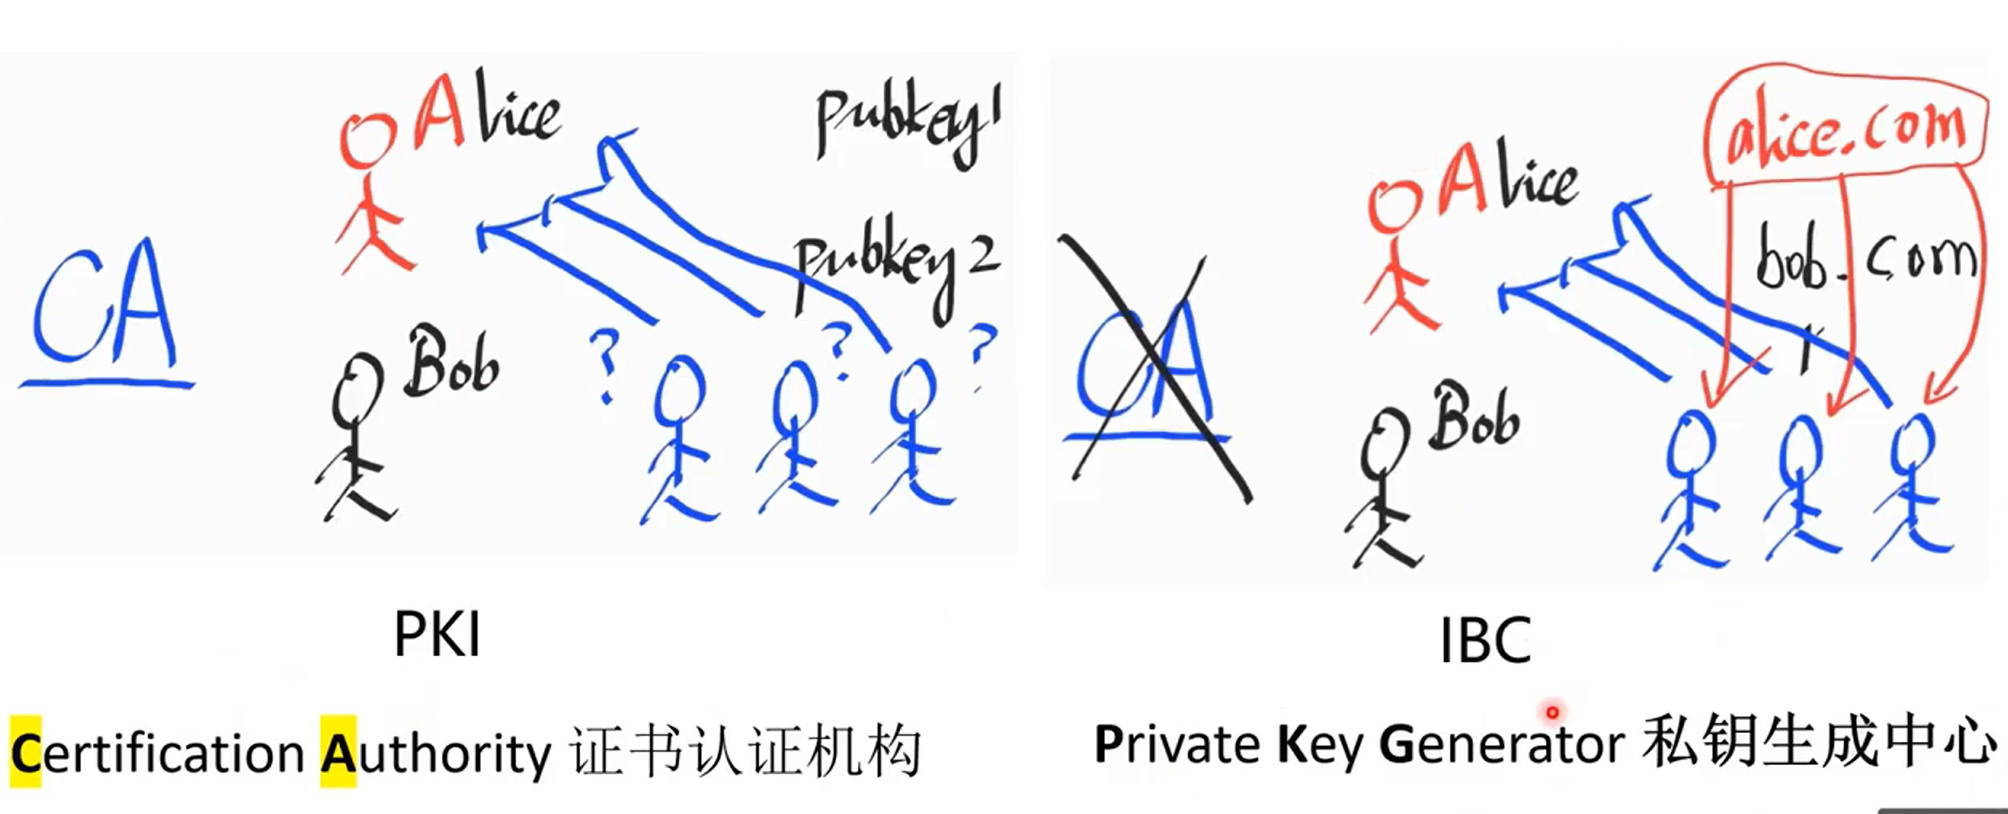 Alice
pubkey1
pubkey2
CA
Bob
? ? ?
PKI
Certification Authority 证书认证机构
alice.com
Alice
bob.com
CA
Bob
IBC
Private Key Generator 私钥生成中心